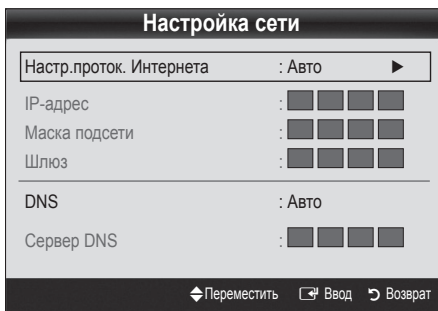 Настройка сети
Настр.проток. Интернета : Авто ►
IP-адрес :
Маска подсети :
Шлюз :
DNS : Авто
Сервер DNS :
Переместить Ввод Возврат